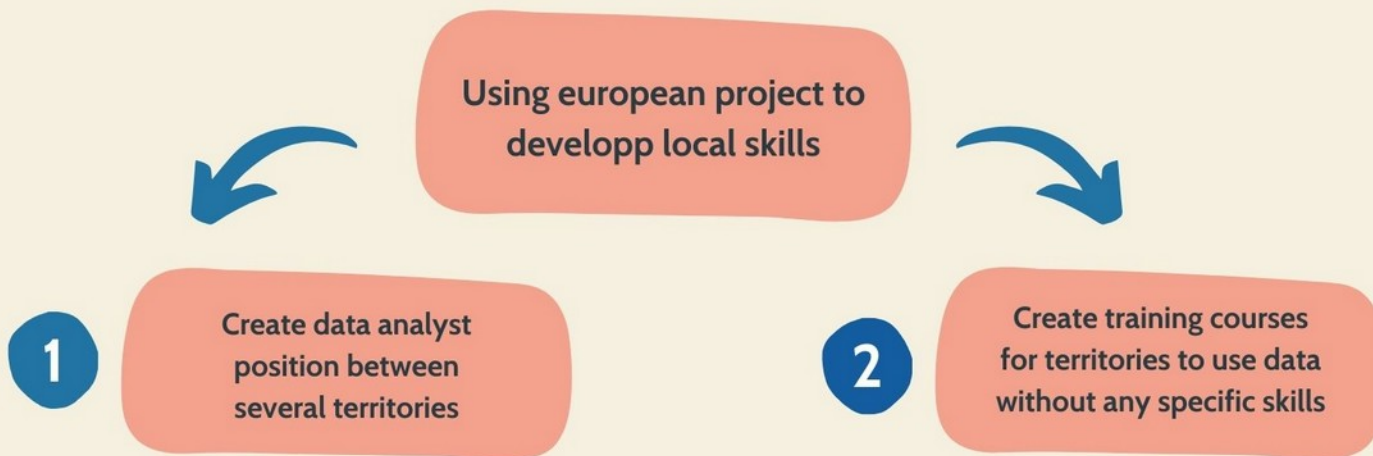 Using european project to
developp local skills
1
Create data analyst
position between
several territories
2
Create training courses
for territories to use data
without any specific skills